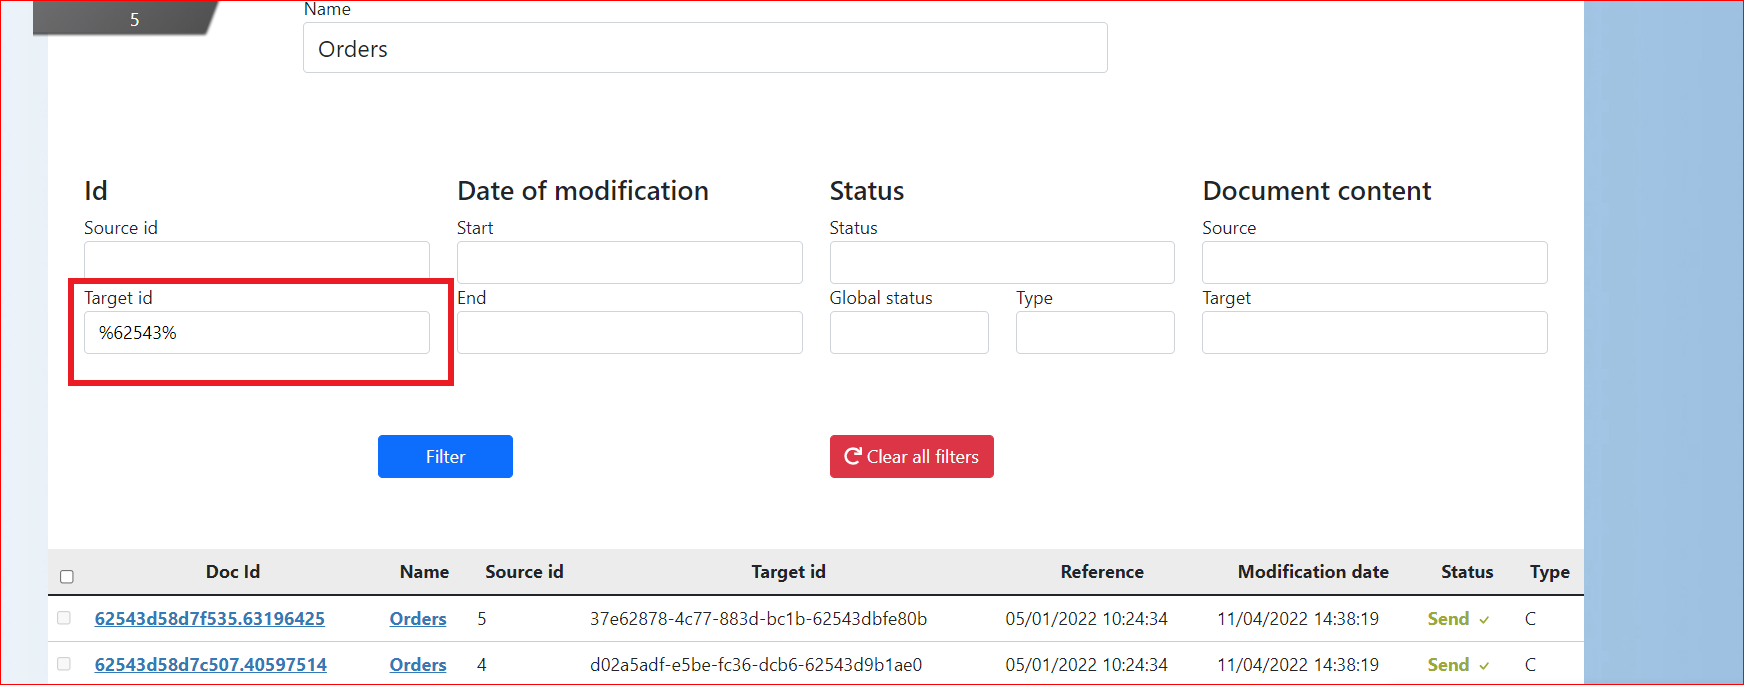 5
Name
Orders
Id Date of modification Status Document content
Source id Start Status Source
Target id End Global status Type Target
%62543%
Filter Clear all filters
Doc Id Name Source id Target id Reference Modification date Status Type
62543d58d7f535.63196425 Orders 5 37e62878-4c77-883d-bc1b-62543dbfe80b 05/01/2022 10:24:34 11/04/2022 14:38:19 Send ✓ C
62543d58d7c507.40597514 Orders 4 d02a5adf-e5be-fc36-dcb6-62543d9b1ae0 05/01/2022 10:24:34 11/04/2022 14:38:19 Send ✓ C